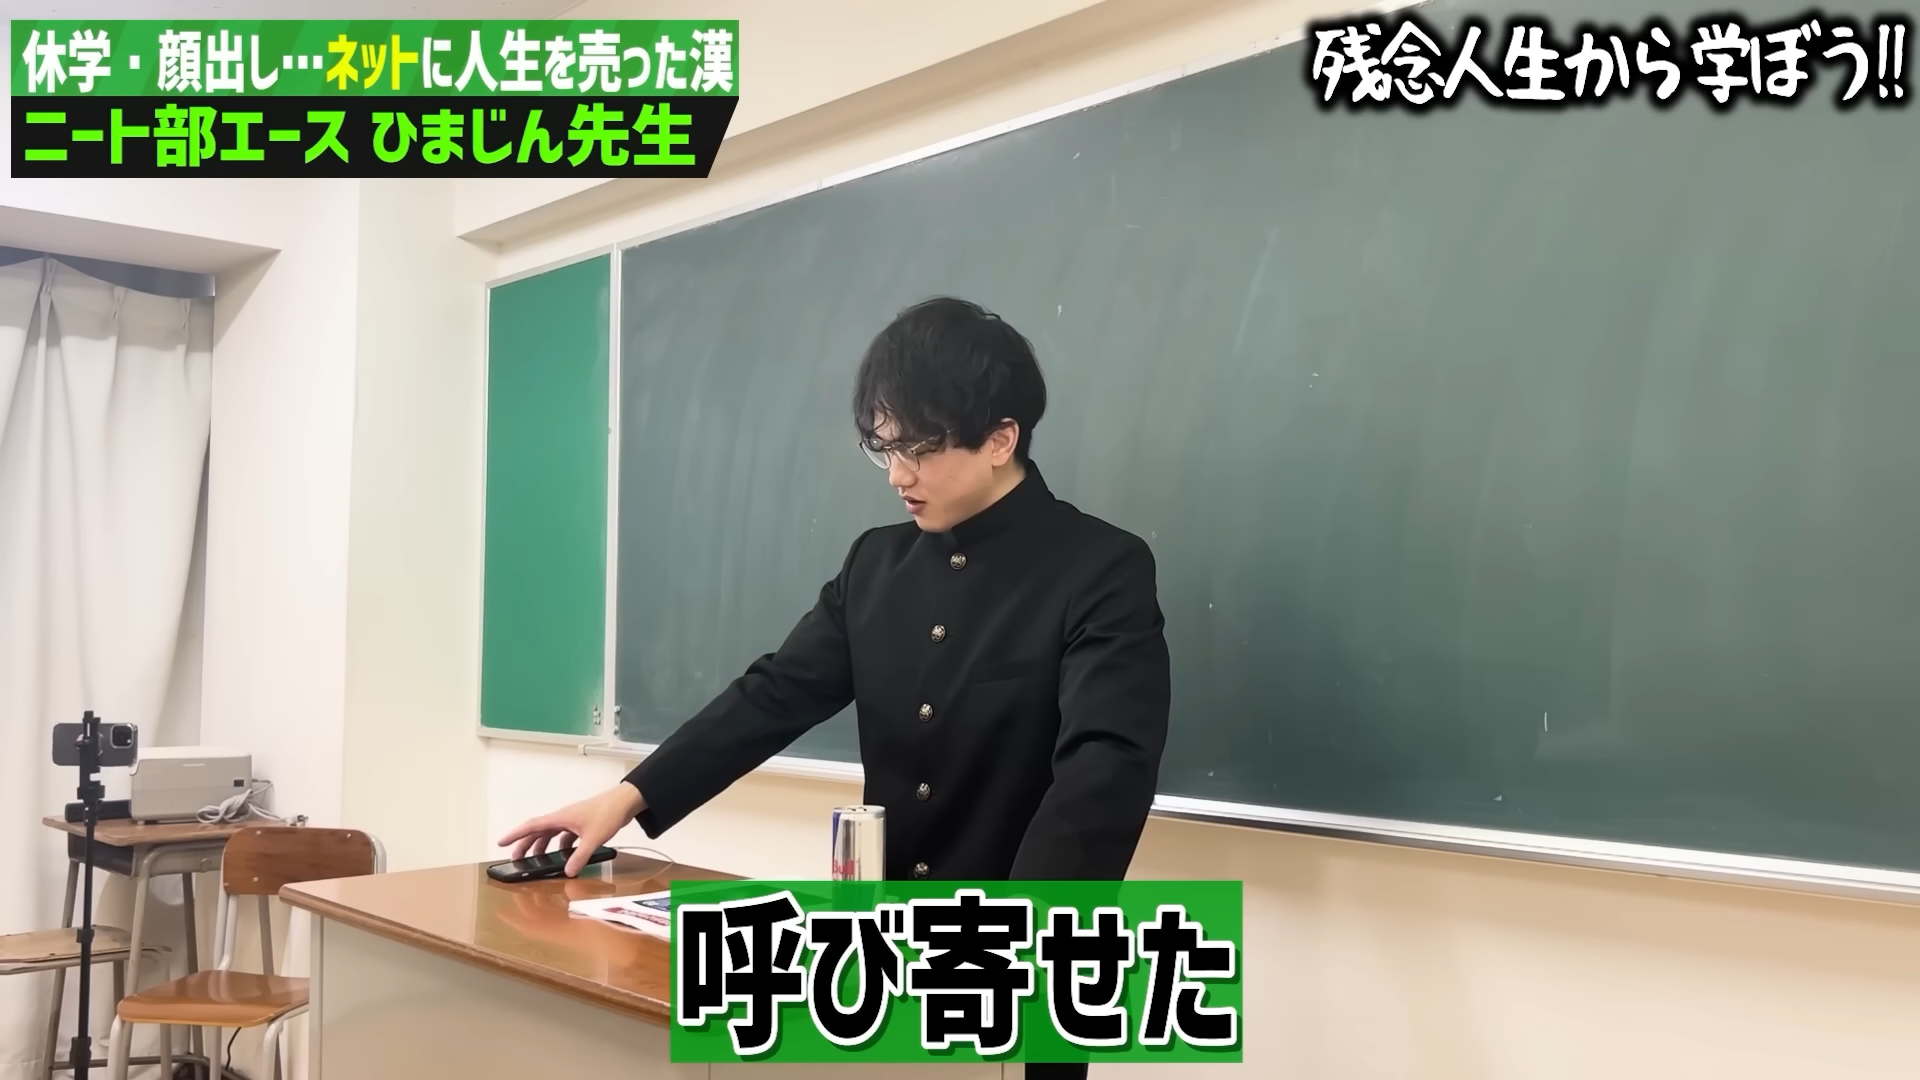 休学・顔出し…ネットに人生を売った漢
ニート部エース ひまじん先生
残念人生から学ぼう!!
Bull
呼び寄せた